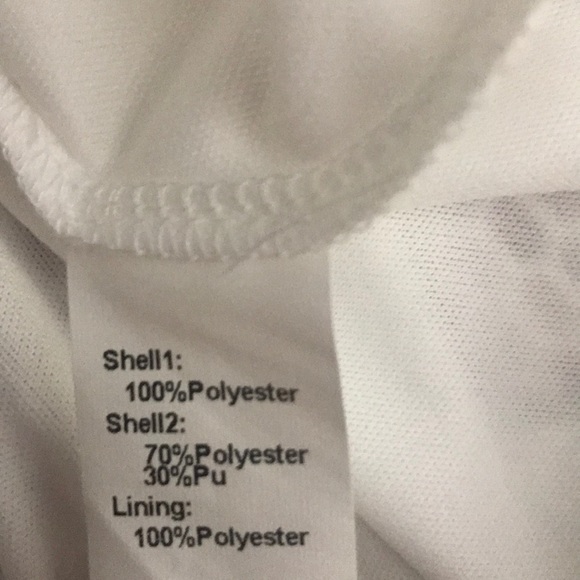 Shell1:
100%Polyester
Shell2:
70%Polyester
30%Pu
Lining:
100%Polyester